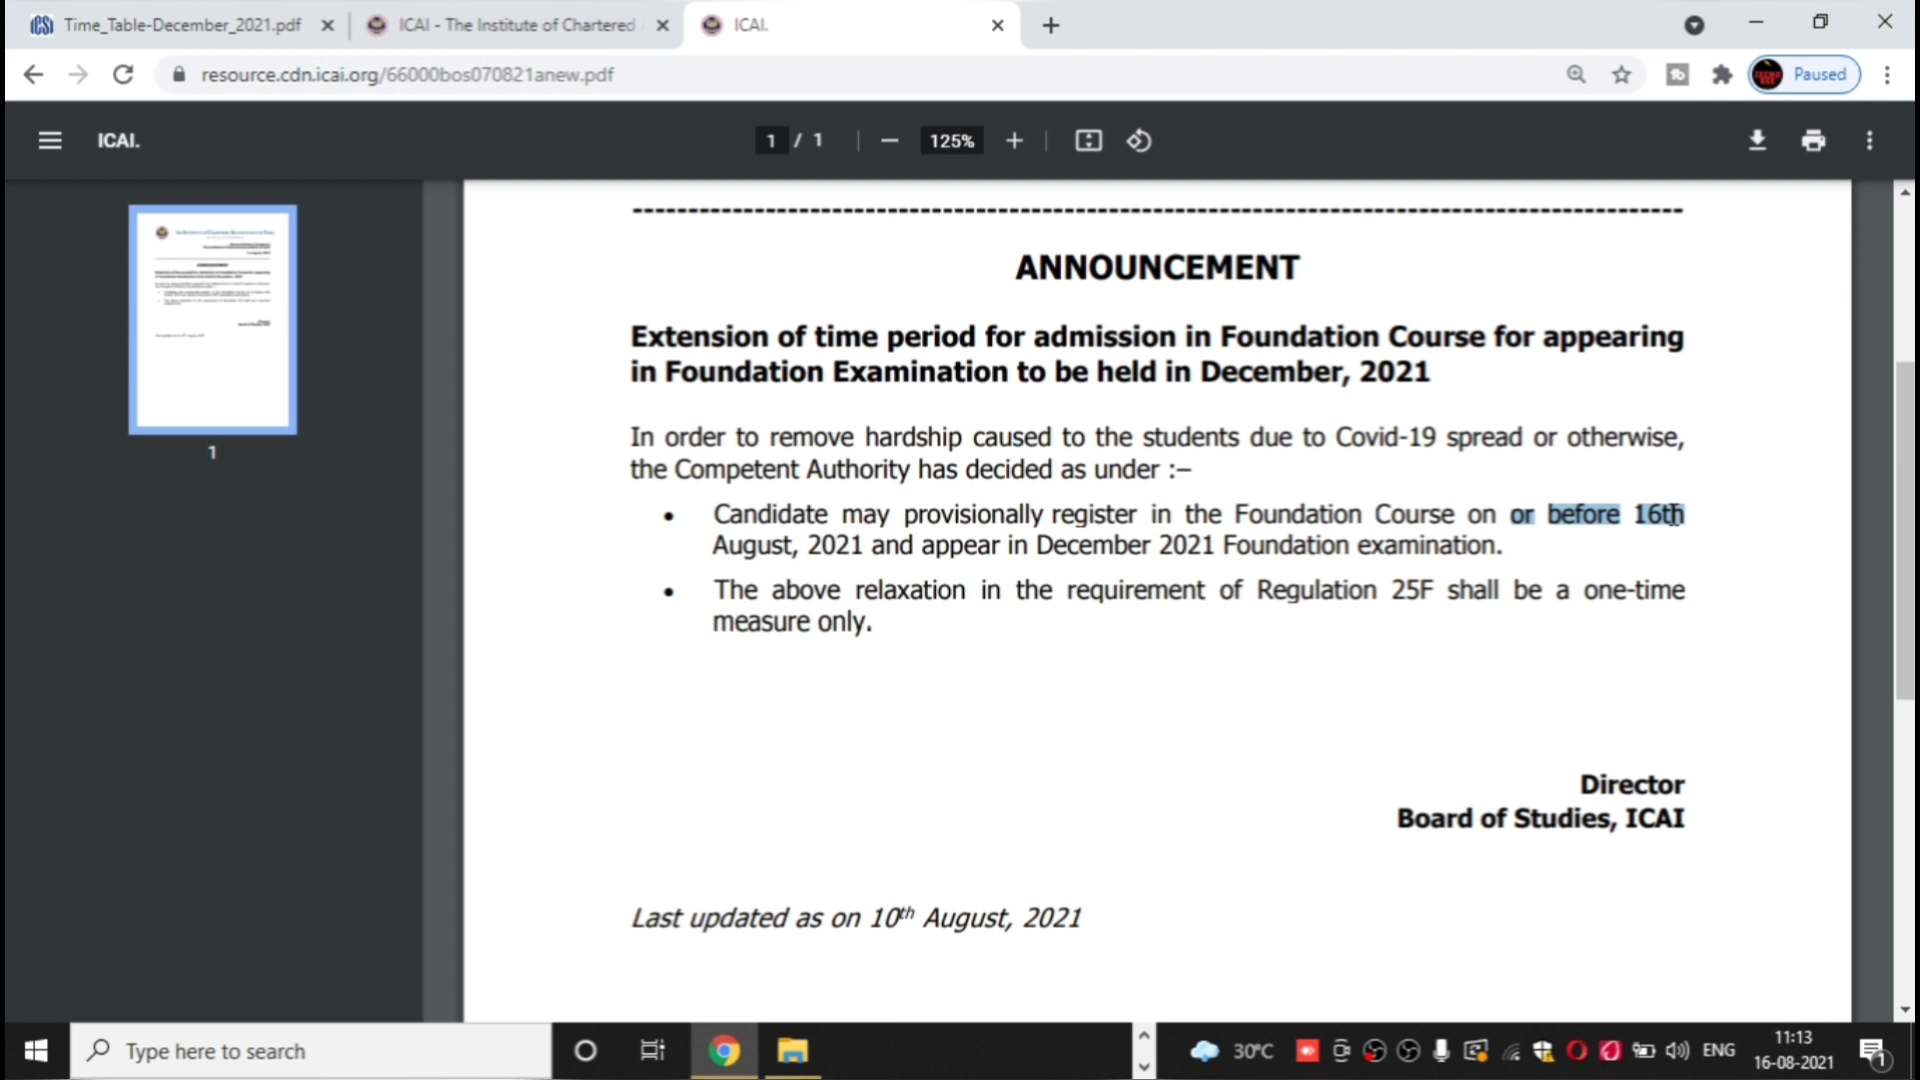 Time_Table-December_2021.pdf
ICAI - The Institute of Chartered
ICAI.
resource.cdn.icai.org/66000bos070821anew.pdf
Paused
ICAI.
1 / 1
125%
ANNOUNCEMENT
Extension of time period for admission in Foundation Course for appearing
in Foundation Examination to be held in December, 2021
In order to remove hardship caused to the students due to Covid-19 spread or otherwise,
the Competent Authority has decided as under :–
• Candidate may provisionally register in the Foundation Course on or before 16th
August, 2021 and appear in December 2021 Foundation examination.
• The above relaxation in the requirement of Regulation 25F shall be a one-time
measure only.
Director
Board of Studies, ICAI
Last updated as on 10th August, 2021
1
Type here to search
30°C
ENG
11:13
16-08-2021
1